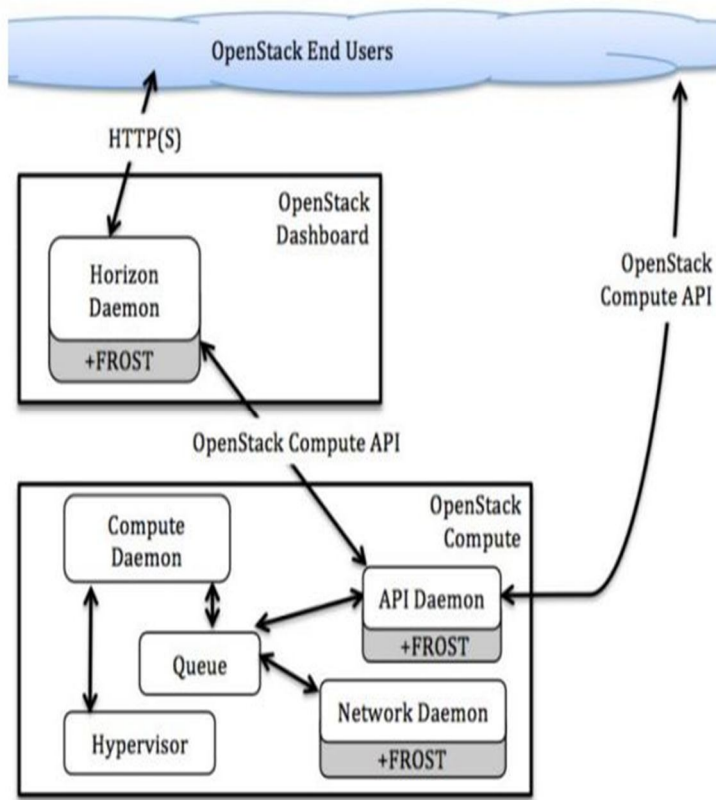 OpenStack End Users
HTTP(S)
OpenStack
Dashboard
Horizon
Daemon
+FROST
OpenStack
Compute API
OpenStack Compute API
OpenStack
Compute
Compute
Daemon
API Daemon
+FROST
Queue
Network Daemon
+FROST
Hypervisor